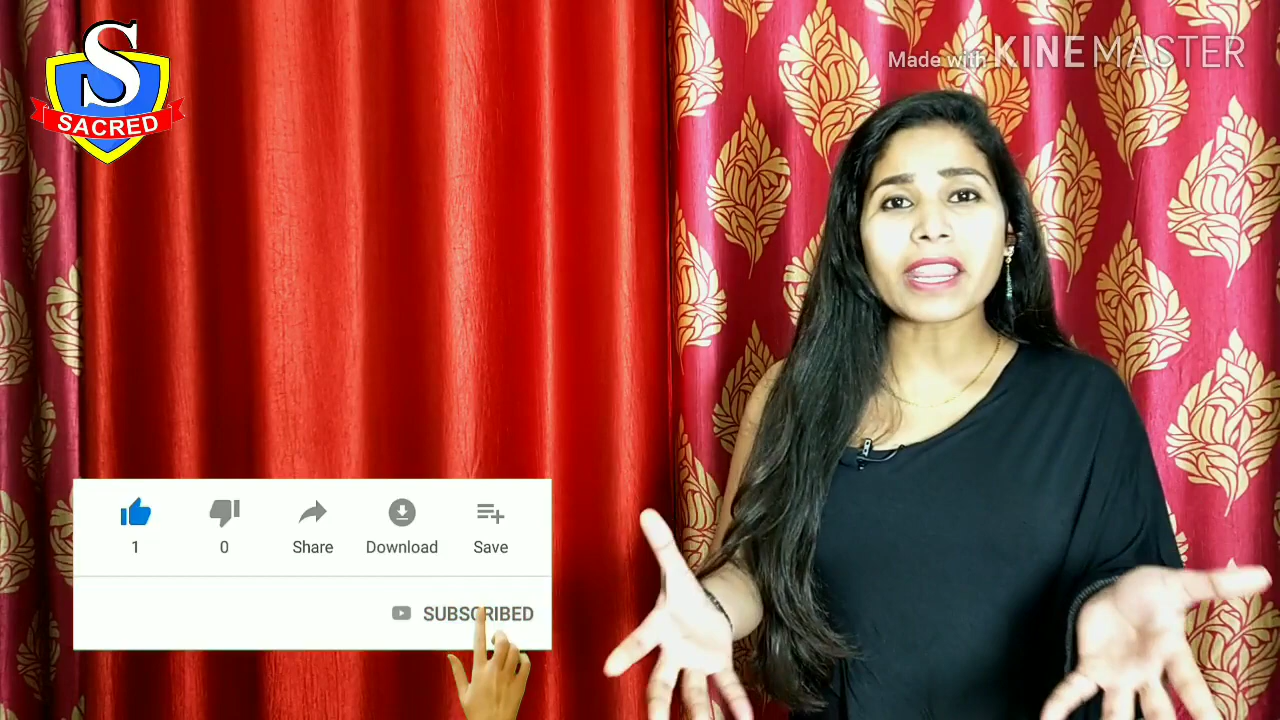 S
SACRED
Made with KINEMASTER
1 0 Share Download Save
SUBSCRIBED